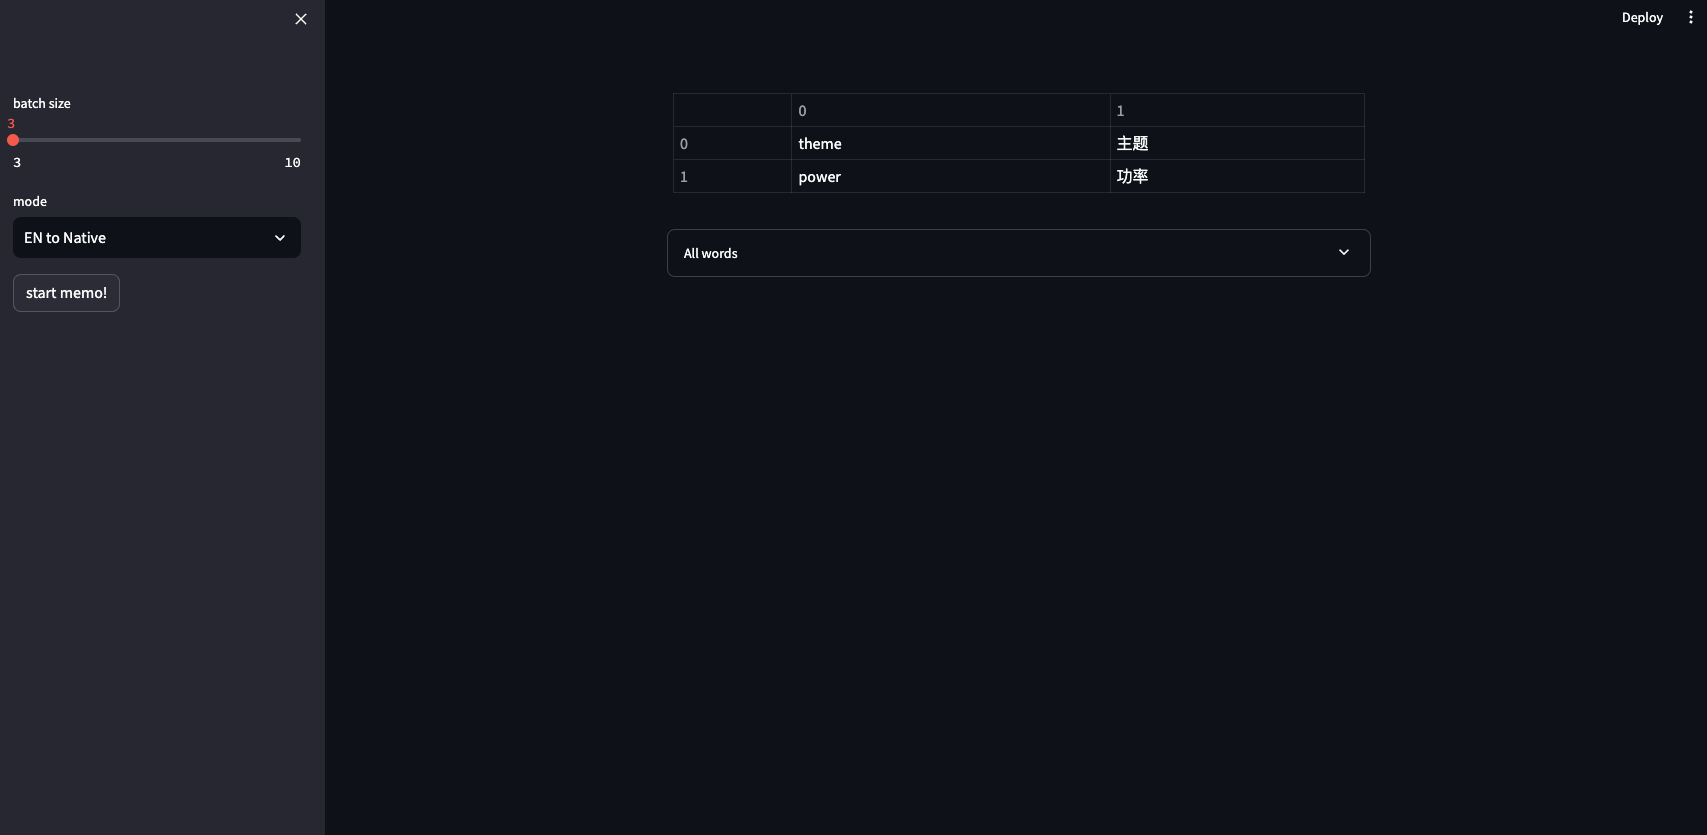 Deploy
batch size
3
3 10
mode
EN to Native
start memo!
0 1
0 theme 主题
1 power 功率
All words